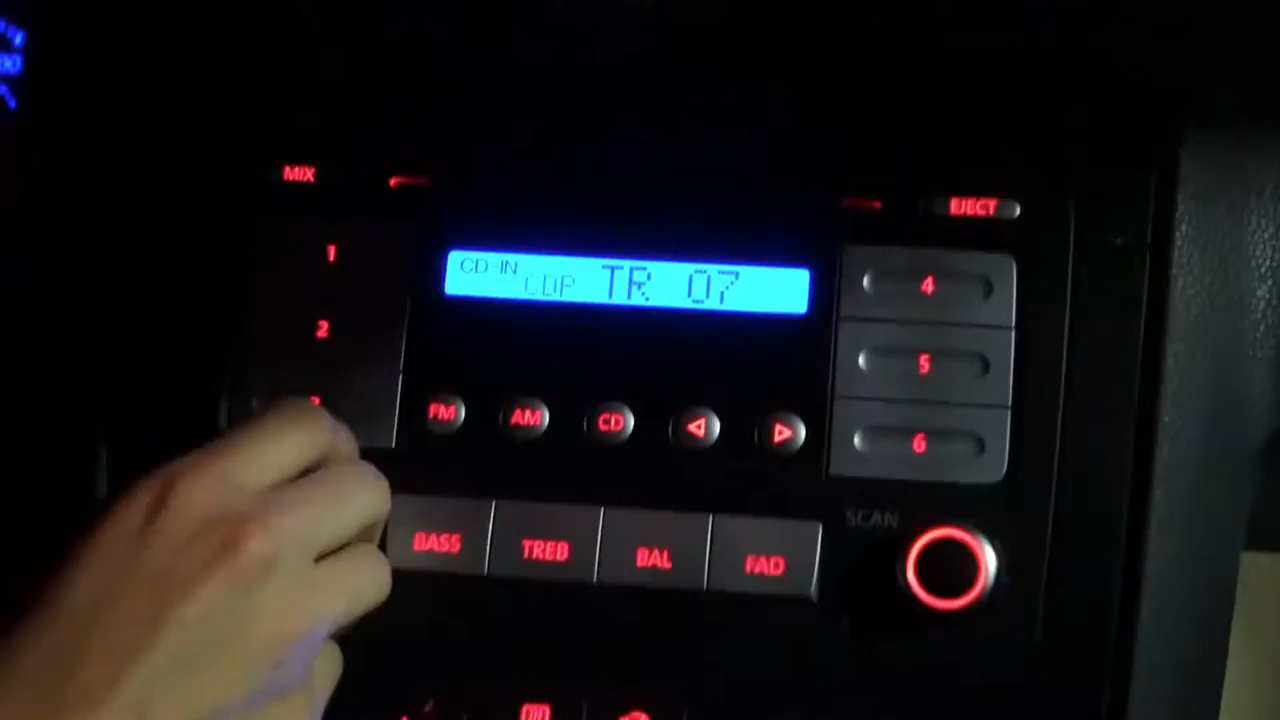 MIX
EJECT
1
CD-IN
CDP TR 07
4
2
5
3
FM AM CD
6
BASS TREB BAL FAD
SCAN